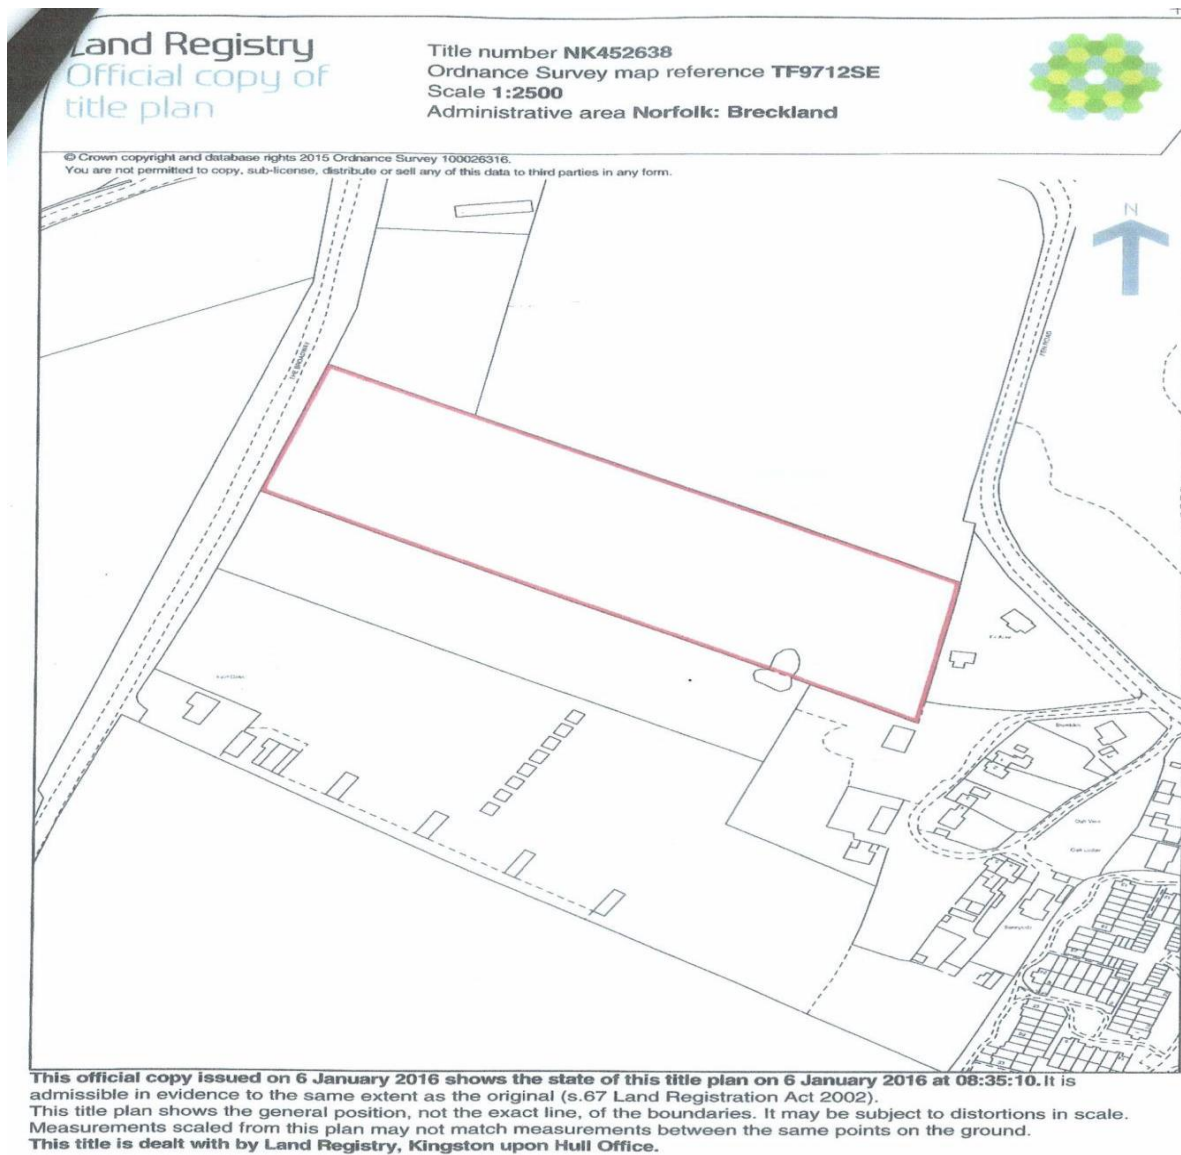 Land Registry
Official copy of
title plan
Title number NK452638
Ordnance Survey map reference TF9712SE
Scale 1:2500
Administrative area Norfolk: Breckland
© Crown copyright and database rights 2015 Ordnance Survey 100026316.
You are not permitted to copy, sub-license, distribute or sell any of this data to third parties in any form.
N
THE BROADWAY
FEN ROAD
Oak View
This official copy issued on 6 January 2016 shows the state of this title plan on 6 January 2016 at 08:35:10. It is
admissible in evidence to the same extent as the original (s.67 Land Registration Act 2002).
This title plan shows the general position, not the exact line, of the boundaries. It may be subject to distortions in scale.
Measurements scaled from this plan may not match measurements between the same points on the ground.
This title is dealt with by Land Registry, Kingston upon Hull Office.